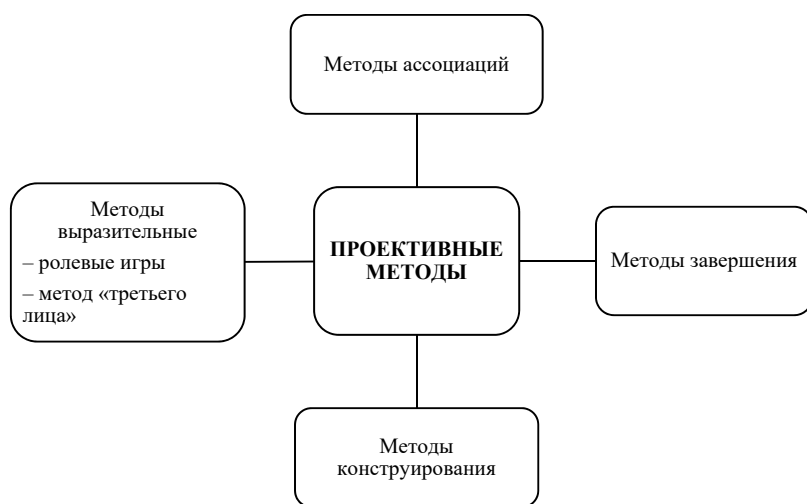 Методы ассоциаций
Методы
выразительные
– ролевые игры
– метод «третьего
лица»
ПРОЕКТИВНЫЕ
МЕТОДЫ
Методы завершения
Методы
конструирования